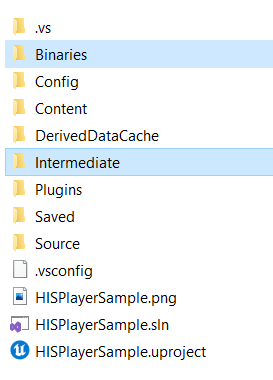 .vs
Binaries
Config
Content
DerivedDataCache
Intermediate
Plugins
Saved
Source
.vsconfig
HISPlayerSample.png
HISPlayerSample.sln
HISPlayerSample.uproject